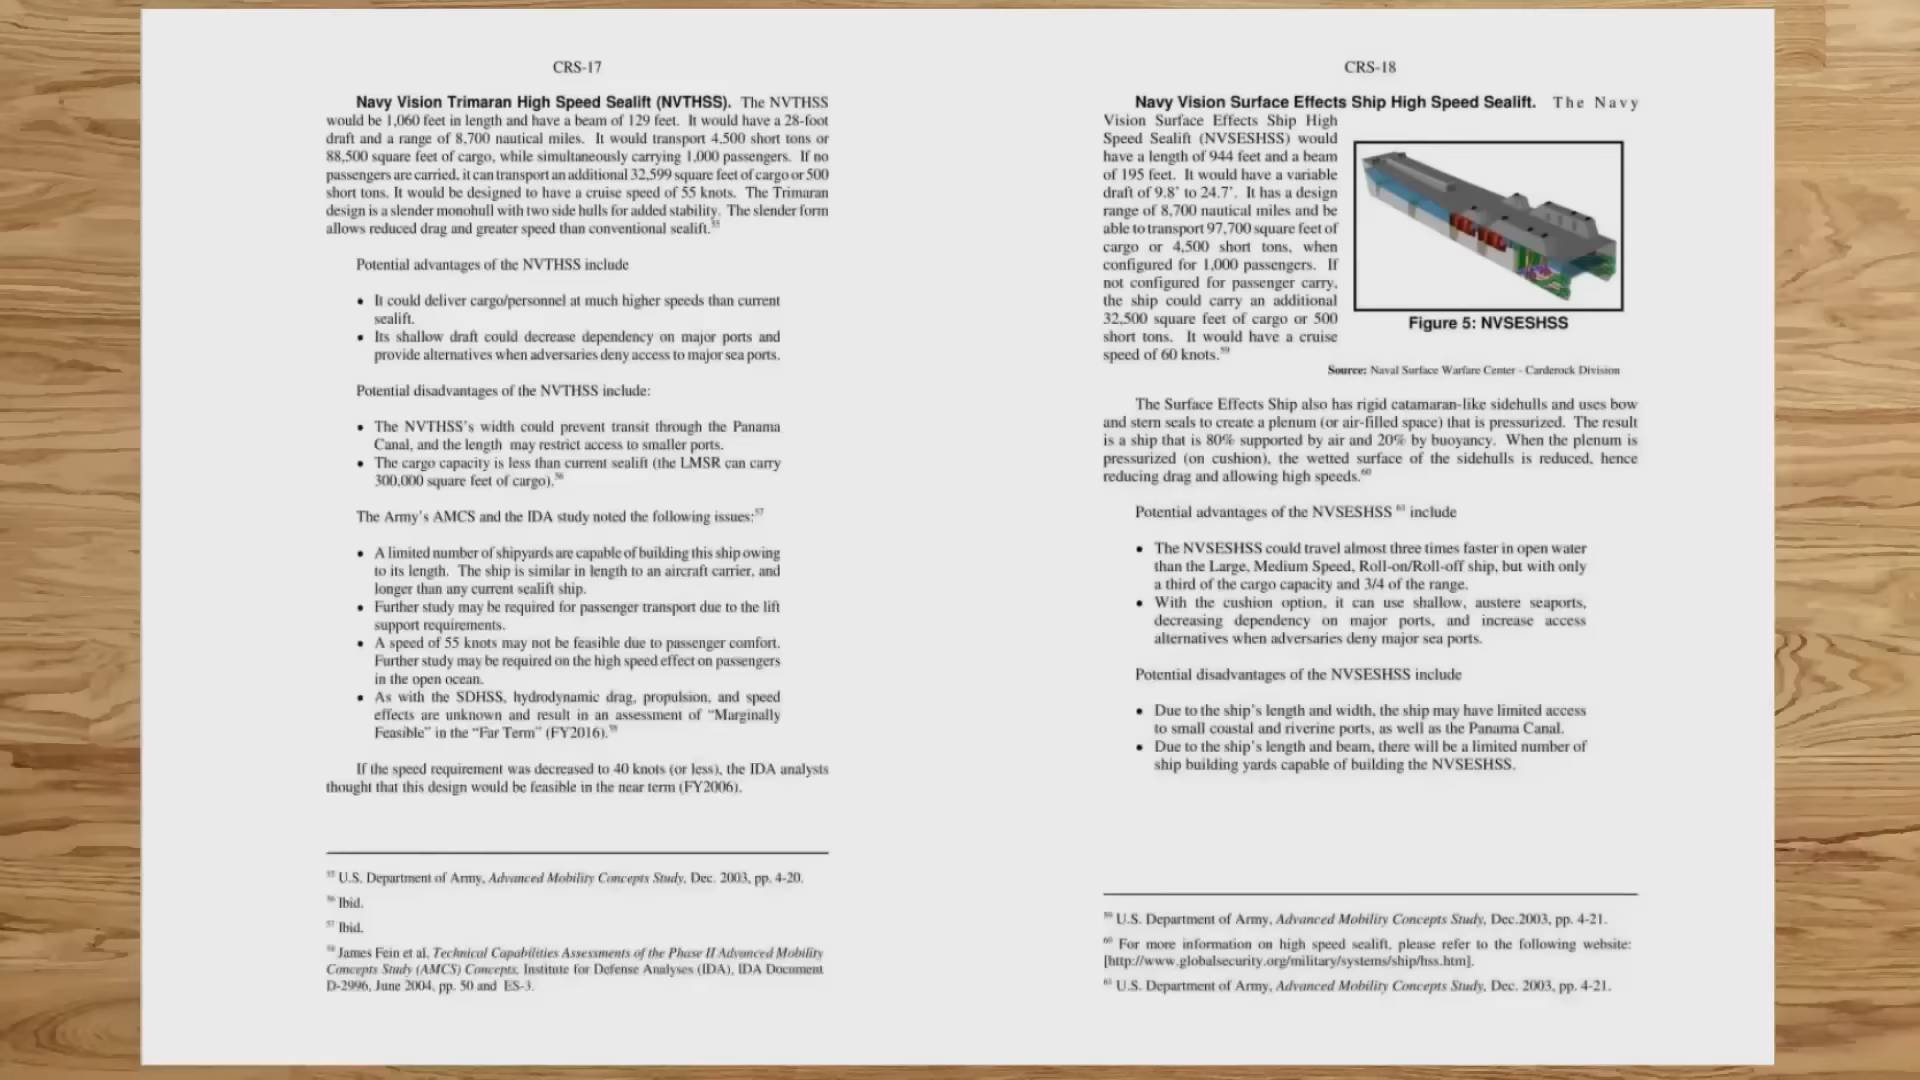 CRS-17
Navy Vision Trimaran High Speed Sealift (NVTHSS). The NVTHSS
would be 1,060 feet in length and have a beam of 129 feet. It would have a 28-foot
draft and a range of 8,700 nautical miles. It would transport 4,500 short tons or
88,500 square feet of cargo, while simultaneously carrying 1,000 passengers. If no
passengers are carried, it can transport an additional 32,599 square feet of cargo or 500
short tons. It would be designed to have a cruise speed of 55 knots. The Trimaran
design is a slender monohull with two side hulls for added stability. The slender form
allows reduced drag and greater speed than conventional sealift.55
Potential advantages of the NVTHSS include
• It could deliver cargo/personnel at much higher speeds than current
sealift.
• Its shallow draft could decrease dependency on major ports and
provide alternatives when adversaries deny access to major sea ports.
Potential disadvantages of the NVTHSS include:
• The NVTHSS's width could prevent transit through the Panama
Canal, and the length may restrict access to smaller ports.
• The cargo capacity is less than current sealift (the LMSR can carry
300,000 square feet of cargo).56
The Army's AMCS and the IDA study noted the following issues:57
• A limited number of shipyards are capable of building this ship owing
to its length. The ship is similar in length to an aircraft carrier, and
longer than any current sealift ship.
• Further study may be required for passenger transport due to the lift
support requirements.
• A speed of 55 knots may not be feasible due to passenger comfort.
Further study may be required on the high speed effect on passengers
in the open ocean.
• As with the SDHSS, hydrodynamic drag, propulsion, and speed
effects are unknown and result in an assessment of "Marginally
Feasible" in the "Far Term" (FY2016).58
If the speed requirement was decreased to 40 knots (or less), the IDA analysts
thought that this design would be feasible in the near term (FY2006).
55 U.S. Department of Army, Advanced Mobility Concepts Study, Dec. 2003, pp. 4-20.
56 Ibid.
57 Ibid.
58 James Fein et al, Technical Capabilities Assessments of the Phase II Advanced Mobility
Concepts Study (AMCS) Concepts, Institute for Defense Analyses (IDA), IDA Document
D-2996, June 2004, pp. 50 and ES-3.
CRS-18
Navy Vision Surface Effects Ship High Speed Sealift. The Navy
Vision Surface Effects Ship High
Speed Sealift (NVSESHSS) would
have a length of 944 feet and a beam
of 195 feet. It would have a variable
draft of 9.8' to 24.7'. It has a design
range of 8,700 nautical miles and be
able to transport 97,700 square feet of
cargo or 4,500 short tons, when
configured for 1,000 passengers. If
not configured for passenger carry,
the ship could carry an additional
32,500 square feet of cargo or 500
short tons. It would have a cruise
speed of 60 knots.59
Figure 5: NVSESHSS
Source: Naval Surface Warfare Center - Carderock Division
The Surface Effects Ship also has rigid catamaran-like sidehulls and uses bow
and stern seals to create a plenum (or air-filled space) that is pressurized. The result
is a ship that is 80% supported by air and 20% by buoyancy. When the plenum is
pressurized (on cushion), the wetted surface of the sidehulls is reduced, hence
reducing drag and allowing high speeds.60
Potential advantages of the NVSESHSS 61 include
• The NVSESHSS could travel almost three times faster in open water
than the Large, Medium Speed, Roll-on/Roll-off ship, but with only
a third of the cargo capacity and 3/4 of the range.
• With the cushion option, it can use shallow, austere seaports,
decreasing dependency on major ports, and increase access
alternatives when adversaries deny major sea ports.
Potential disadvantages of the NVSESHSS include
• Due to the ship's length and width, the ship may have limited access
to small coastal and riverine ports, as well as the Panama Canal.
• Due to the ship's length and beam, there will be a limited number of
ship building yards capable of building the NVSESHSS.
59 U.S. Department of Army, Advanced Mobility Concepts Study, Dec.2003, pp. 4-21.
60 For more information on high speed sealift, please refer to the following website:
[http://www.globalsecurity.org/military/systems/ship/hss.htm].
61 U.S. Department of Army, Advanced Mobility Concepts Study, Dec. 2003, pp. 4-21.